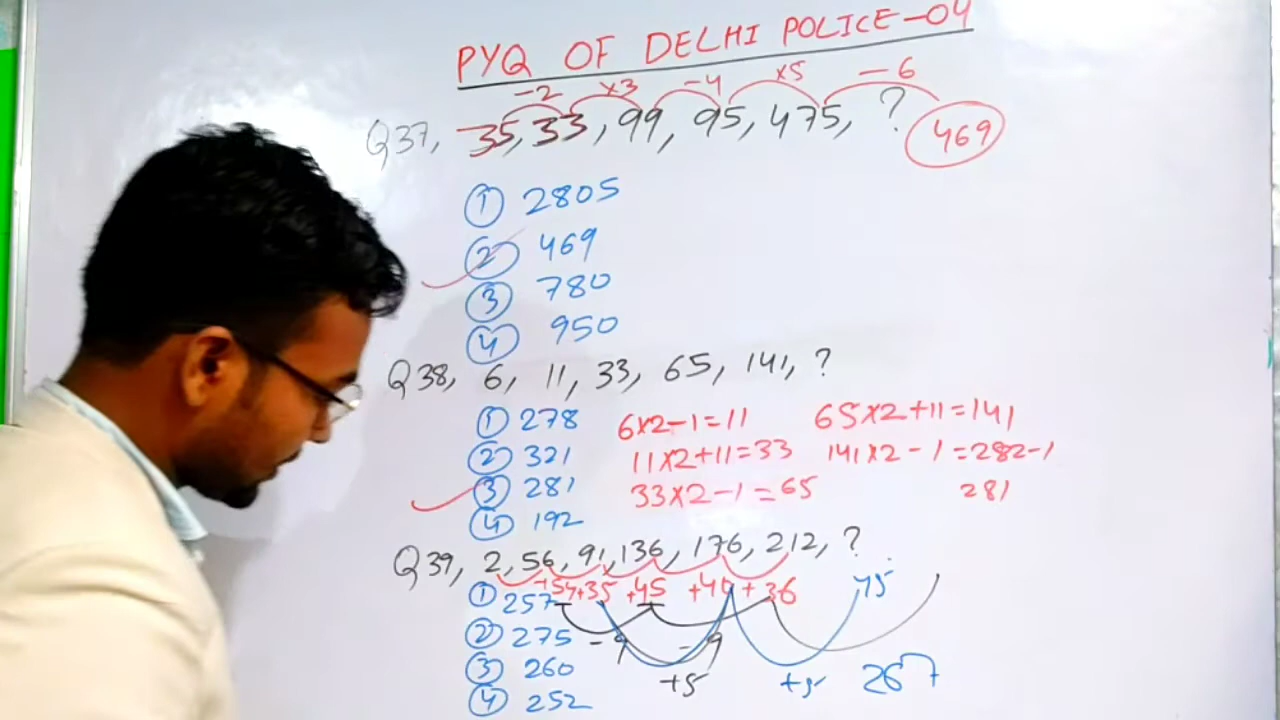 PYQ OF DELHI POLICE-04
-2 ×3 -4 ×5 -6
Q37, 35, 33, 99, 95, 475, ? 469
① 2805
② 469
③ 780
④ 950
Q38, 6, 11, 33, 65, 141, ?
① 278 6×2-1=11 65×2+11=141
② 321 11×2+11=33 141×2-1=282-1
③ 281 33×2-1=65 281
④ 192
Q39, 2, 56, 91, 136, 176, 212, ?
+54 +35 +45 +40 +36 45
① 257
② 275 -9 -9
③ 260 +5 +5 257
④ 252